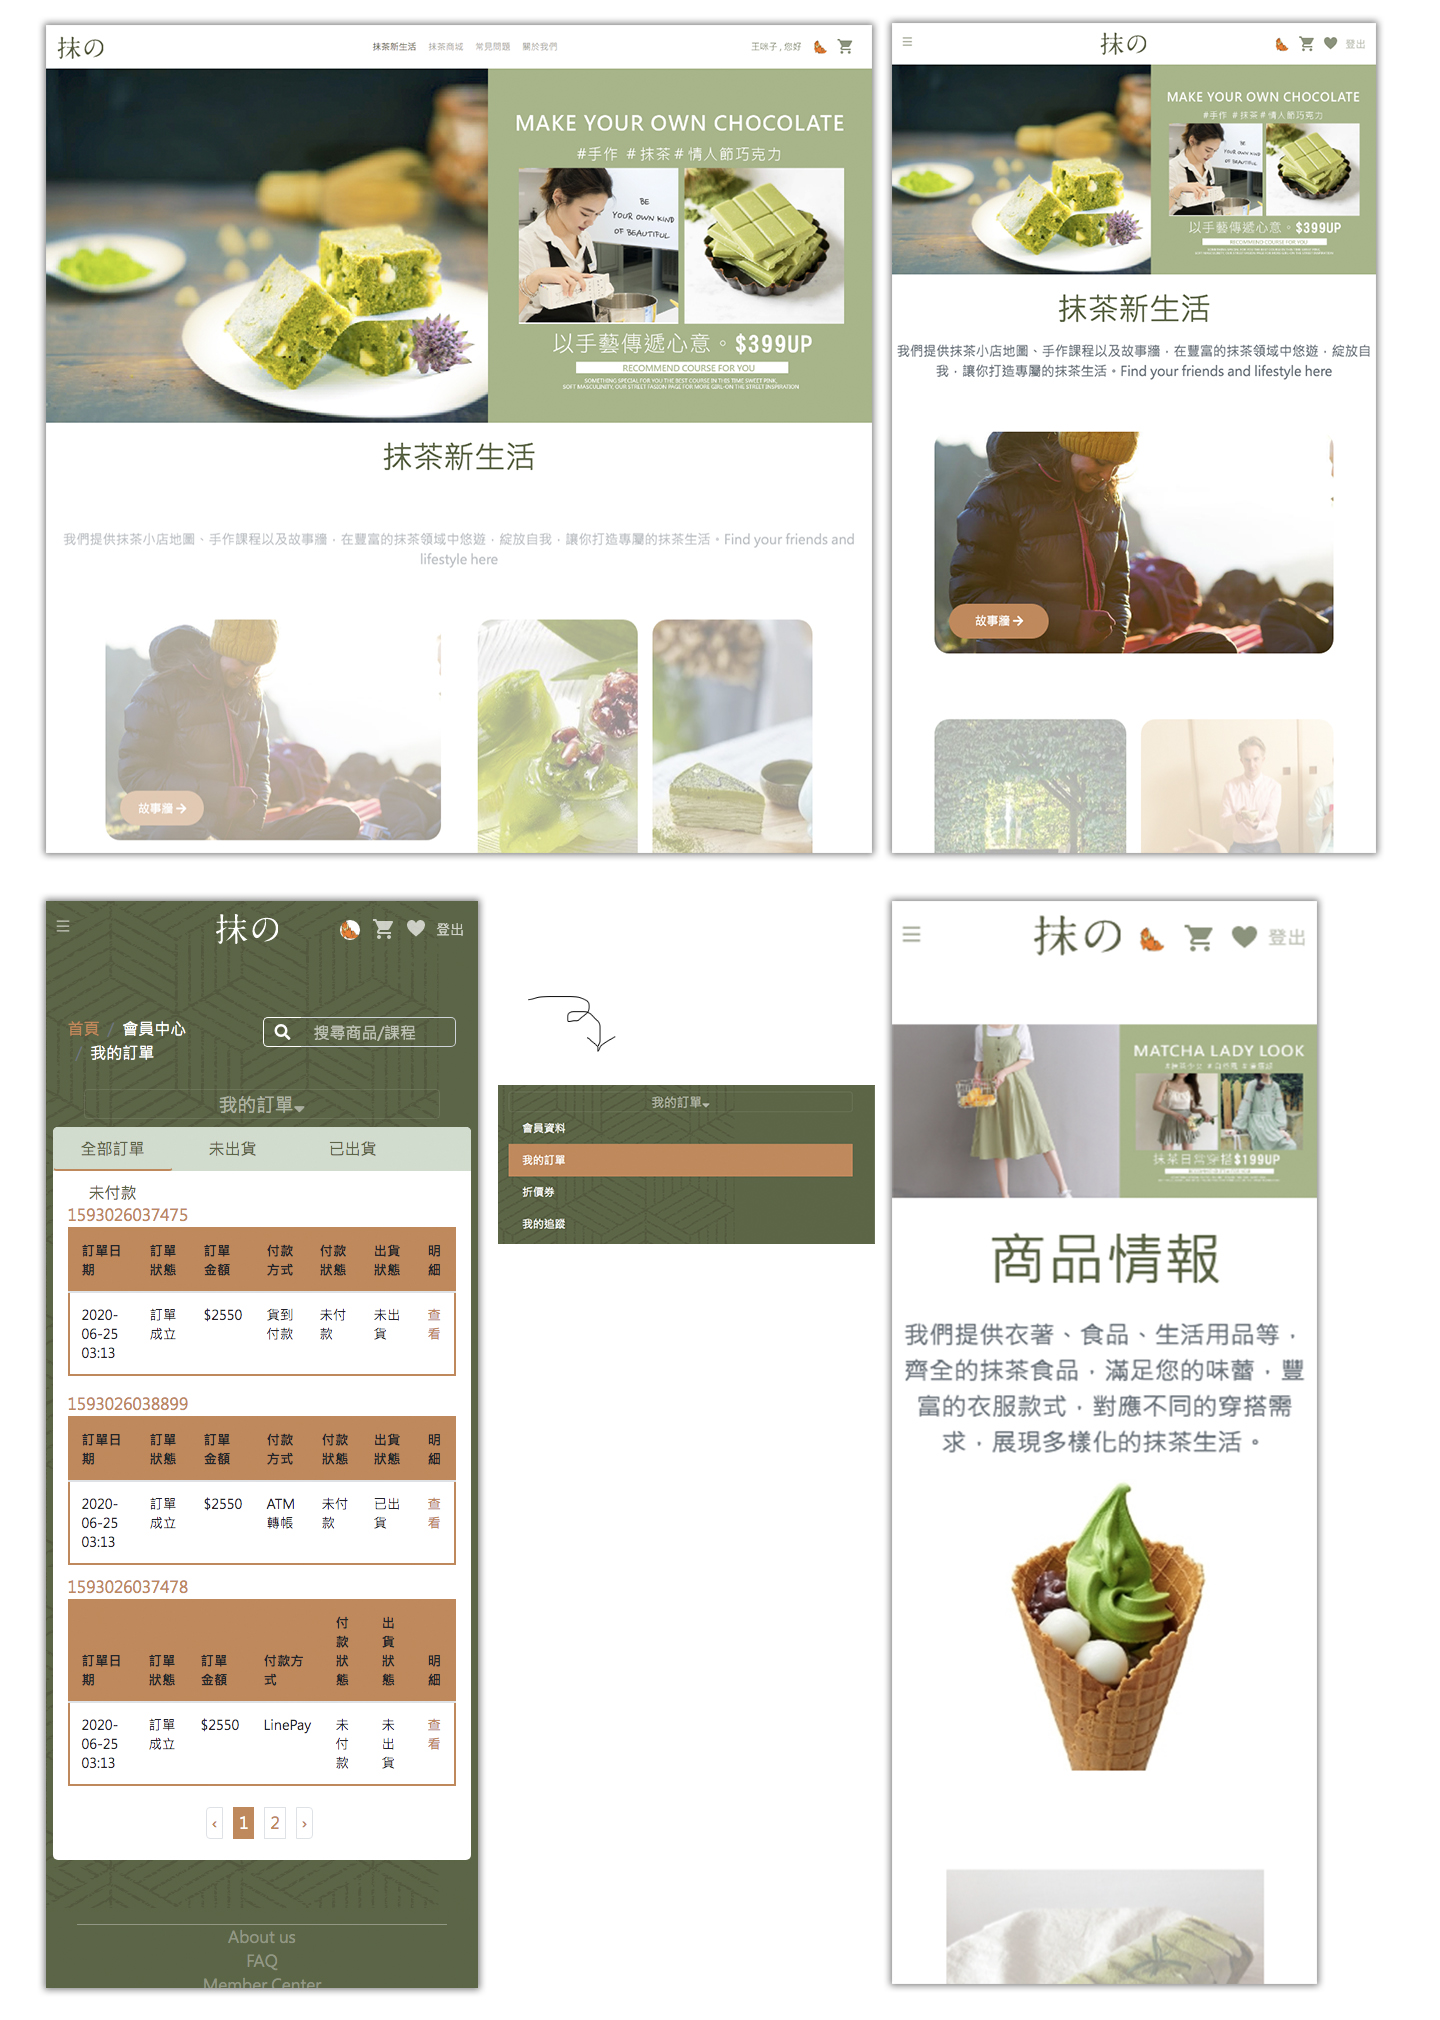 抹の
抹茶新生活 抹茶商城 常見問題 關於我們
王咪子 , 您好
MAKE YOUR OWN CHOCOLATE
#手作 #抹茶#情人節巧克力
BE
YOUR OWN KIND
OF BEAUTIFUL
以手藝傳遞心意。$399UP
RECOMMEND COURSE FOR YOU
SOMETHING SPECIAL FOR YOU THE BEST COURSE IN THIS TIME SWEET PINK,
SOFT MASCULINITY, OUR STREET FASION PAGE FOR MORE GIRL-ON THE STREET INSPIRATION
抹茶新生活
我們提供抹茶小店地圖、手作課程以及故事牆，在豐富的抹茶領域中悠遊，綻放自我，讓你打造專屬的抹茶生活。Find your friends and
lifestyle here
故事牆
抹の
登出
MAKE YOUR OWN CHOCOLATE
#手作 #抹茶#情人節巧克力
BE
YOUR OWN KIND
OF BEAUTIFUL
以手藝傳遞心意。$399UP
RECOMMEND COURSE FOR YOU
抹茶新生活
我們提供抹茶小店地圖、手作課程以及故事牆，在豐富的抹茶領域中悠遊，綻放自
我，讓你打造專屬的抹茶生活。Find your friends and lifestyle here
故事牆
抹の
登出
首頁 / 會員中心
/ 我的訂單
搜尋商品/課程
我的訂單
全部訂單 未出貨 已出貨
未付款
1593026037475
訂單日 訂單 訂單 付款 付款 出貨 明
期 狀態 金額 方式 狀態 狀態 細
2020- 訂單 $2550 貨到 未付 未出 查
06-25 成立 付款 款 貨 看
03:13
1593026038899
訂單日 訂單 訂單 付款 付款 出貨 明
期 狀態 金額 方式 狀態 狀態 細
2020- 訂單 $2550 ATM 未付 已出 查
06-25 成立 轉帳 款 貨 看
03:13
1593026037478
付 出
款 貨
訂單日 訂單 訂單 付款方 狀 狀 明
期 狀態 金額 式 態 態 細
2020- 訂單 $2550 LinePay 未 未 查
06-25 成立 付 出 看
03:13 款 貨
‹ 1 2 ›
About us
FAQ
Member Center
我的訂單
會員資料
我的訂單
折價券
我的追蹤
抹の
登出
MATCHA LADY LOOK
抹茶日常穿搭$199UP
商品情報
我們提供衣著、食品、生活用品等，
齊全的抹茶食品，滿足您的味蕾，豐
富的衣服款式，對應不同的穿搭需
求，展現多樣化的抹茶生活。